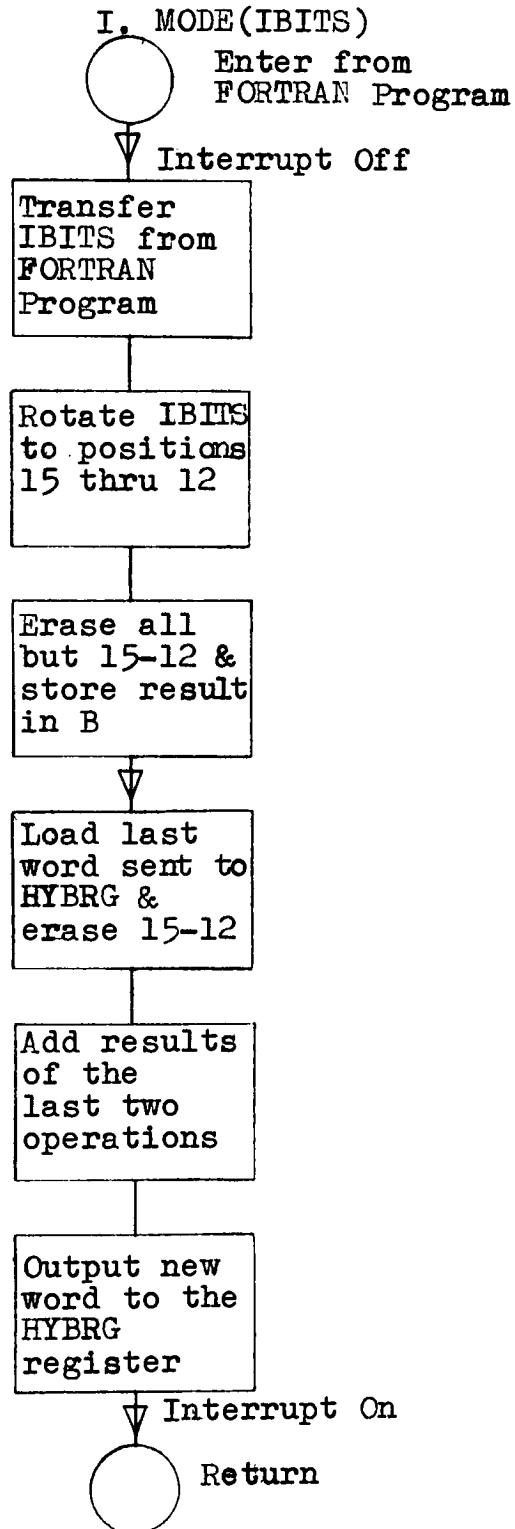 I. MODE(IBITS)
Enter from
FORTRAN Program
Interrupt Off
Transfer
IBITS from
FORTRAN
Program
Rotate IBITS
to positions
15 thru 12
Erase all
but 15-12 &
store result
in B
Load last
word sent to
HYBRG &
erase 15-12
Add results
of the
last two
operations
Output new
word to the
HYBRG
register
Interrupt On
Return